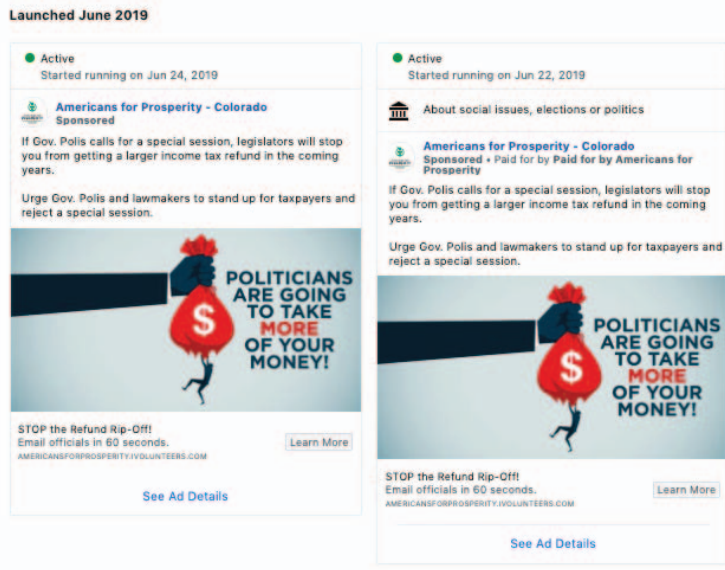 Launched June 2019
Active
Started running on Jun 24, 2019
Americans for Prosperity - Colorado
Sponsored
If Gov. Polis calls for a special session, legislators will stop
you from getting a larger income tax refund in the coming
years.
Urge Gov. Polis and lawmakers to stand up for taxpayers and
reject a special session.
POLITICIANS
ARE GOING
TO TAKE
MORE
OF YOUR
MONEY!
$
STOP the Refund Rip-Off!
Email officials in 60 seconds.
AMERICANSFORPROSPERITY.IVOLUNTEERS.COM
Learn More
See Ad Details
Active
Started running on Jun 22, 2019
About social issues, elections or politics
Americans for Prosperity - Colorado
Sponsored • Paid for by Paid for by Americans for
Prosperity
If Gov. Polis calls for a special session, legislators will stop
you from getting a larger income tax refund in the coming
years.
Urge Gov. Polis and lawmakers to stand up for taxpayers and
reject a special session.
POLITICIANS
ARE GOING
TO TAKE
MORE
OF YOUR
MONEY!
$
STOP the Refund Rip-Off!
Email officials in 60 seconds.
AMERICANSFORPROSPERITY.IVOLUNTEERS.COM
Learn More
See Ad Details